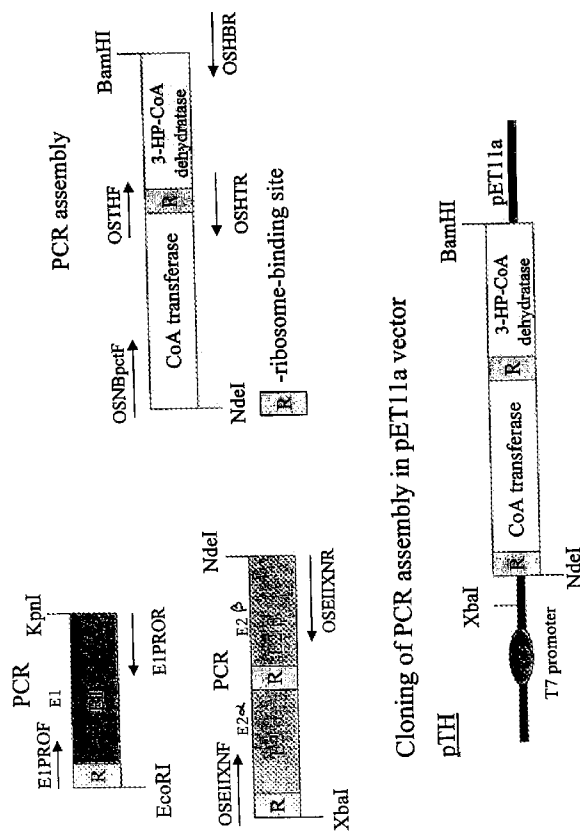 PCR
E1PROF
E1
KpnI
R
EcoRI
E1PROR
OSEIIXNF
E2α
PCR
E2β
NdeI
R
R
XbaI
OSEIIXNR
PCR assembly
OSNBpctF
OSTHF
BamHI
CoA transferase
R
3-HP-CoA
dehydratase
NdeI
OSHTR
OSHBR
R
-ribosome-binding site
Cloning of PCR assembly in pET11a vector
pTH
XbaI
BamHI
R
CoA transferase
R
3-HP-CoA
dehydratase
pET11a
T7 promoter
NdeI